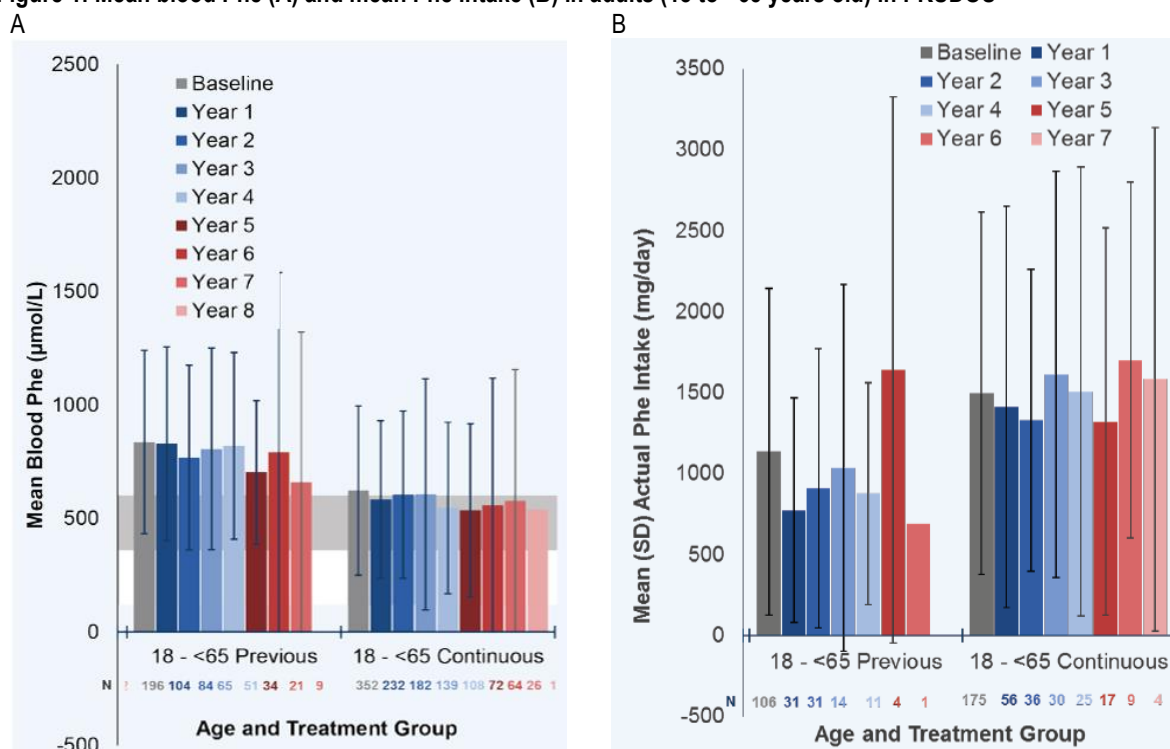 A
2500
2000
1500
1000
500
0
-500
Mean Blood Phe (µmol/L)
Baseline
Year 1
Year 2
Year 3
Year 4
Year 5
Year 6
Year 7
Year 8
18 - <65 Previous 18 - <65 Continuous
N 196 104 84 65 51 34 21 9 352 232 182 139 108 72 64 26 1
Age and Treatment Group
B
3500
3000
2500
2000
1500
1000
500
0
-500
Mean (SD) Actual Phe Intake (mg/day)
Baseline Year 1
Year 2 Year 3
Year 4 Year 5
Year 6 Year 7
18 - <65 Previous 18 - <65 Continuous
N 106 31 31 14 11 4 1 175 56 36 30 25 17 9 4
Age and Treatment Group